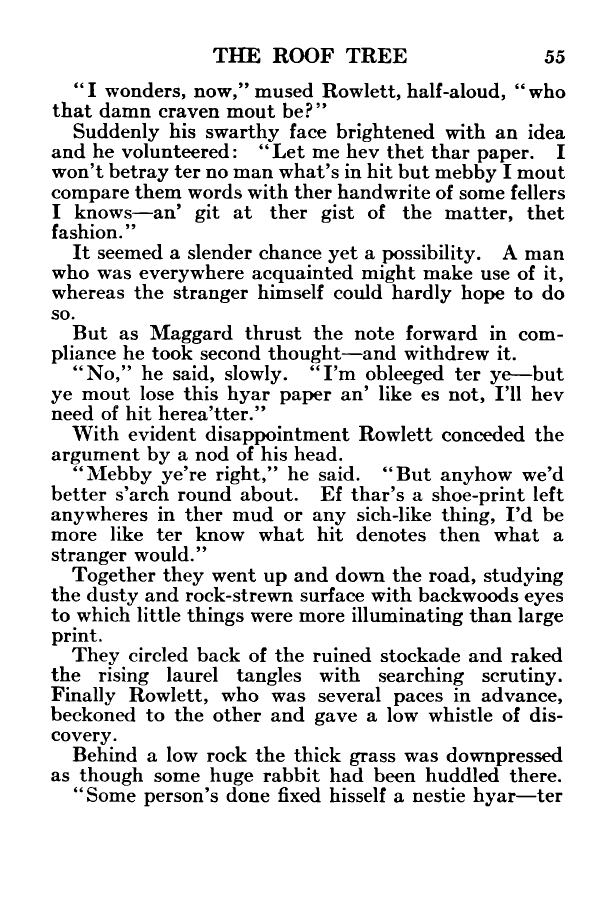 THE ROOF TREE 55
“I wonders, now,” mused Rowlett, half-aloud, “who
that damn craven mout be?”
Suddenly his swarthy face brightened with an idea
and he volunteered: “Let me hev thet thar paper. I
won’t betray ter no man what’s in hit but mebby I mout
compare them words with ther handwrite of some fellers
I knows—an’ git at ther gist of the matter, thet
fashion.”
It seemed a slender chance yet a possibility. A man
who was everywhere acquainted might make use of it,
whereas the stranger himself could hardly hope to do
so.
But as Maggard thrust the note forward in com-
pliance he took second thought—and withdrew it.
“No,” he said, slowly. “I’m obleeged ter ye—but
ye mout lose this hyar paper an’ like es not, I’ll hev
need of hit herea’tter.”
With evident disappointment Rowlett conceded the
argument by a nod of his head.
“Mebby ye’re right,” he said. “But anyhow we’d
better s’arch round about. Ef thar’s a shoe-print left
anywheres in ther mud or any sich-like thing, I’d be
more like ter know what hit denotes then what a
stranger would.”
Together they went up and down the road, studying
the dusty and rock-strewn surface with backwoods eyes
to which little things were more illuminating than large
print.
They circled back of the ruined stockade and raked
the rising laurel tangles with searching scrutiny.
Finally Rowlett, who was several paces in advance,
beckoned to the other and gave a low whistle of dis-
covery.
Behind a low rock the thick grass was downpressed
as though some huge rabbit had been huddled there.
“Some person’s done fixed hisself a nestie hyar—ter